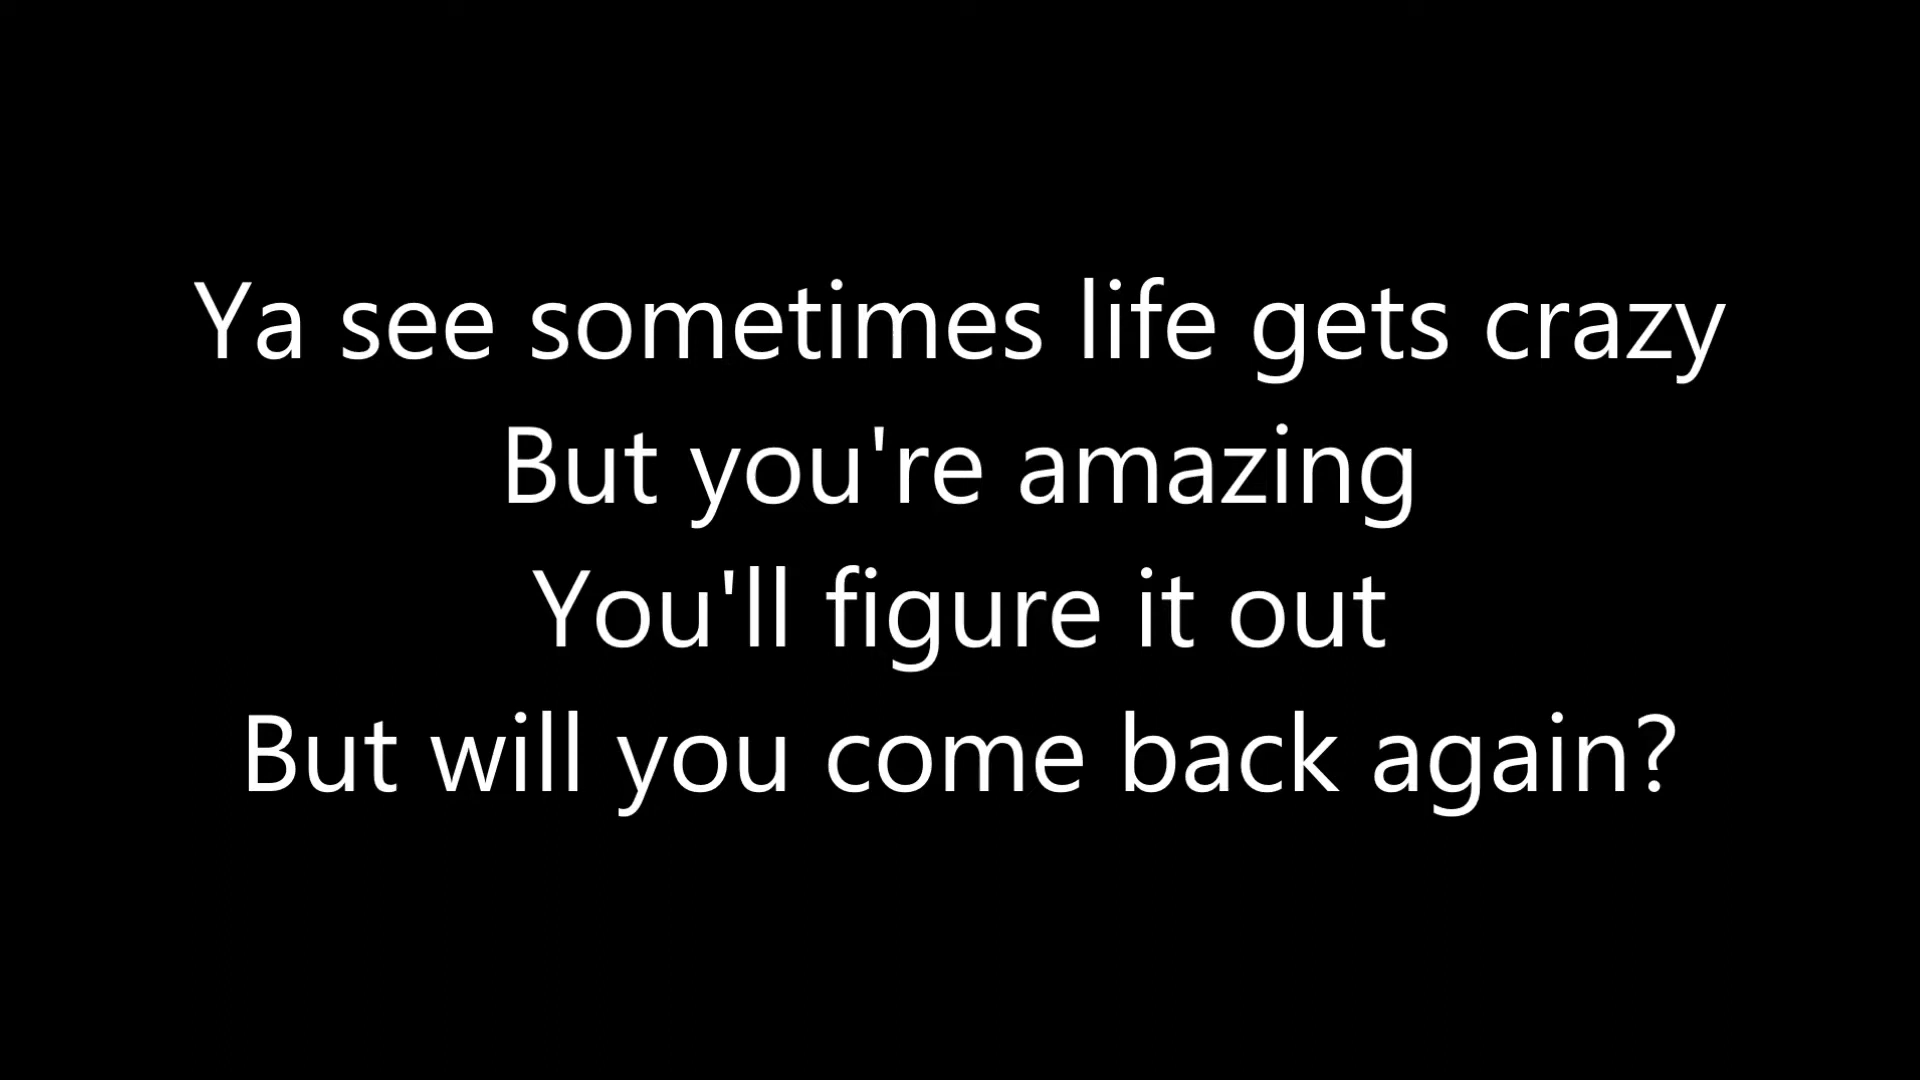 Ya see sometimes life gets crazy
But you're amazing
You'll figure it out
But will you come back again?